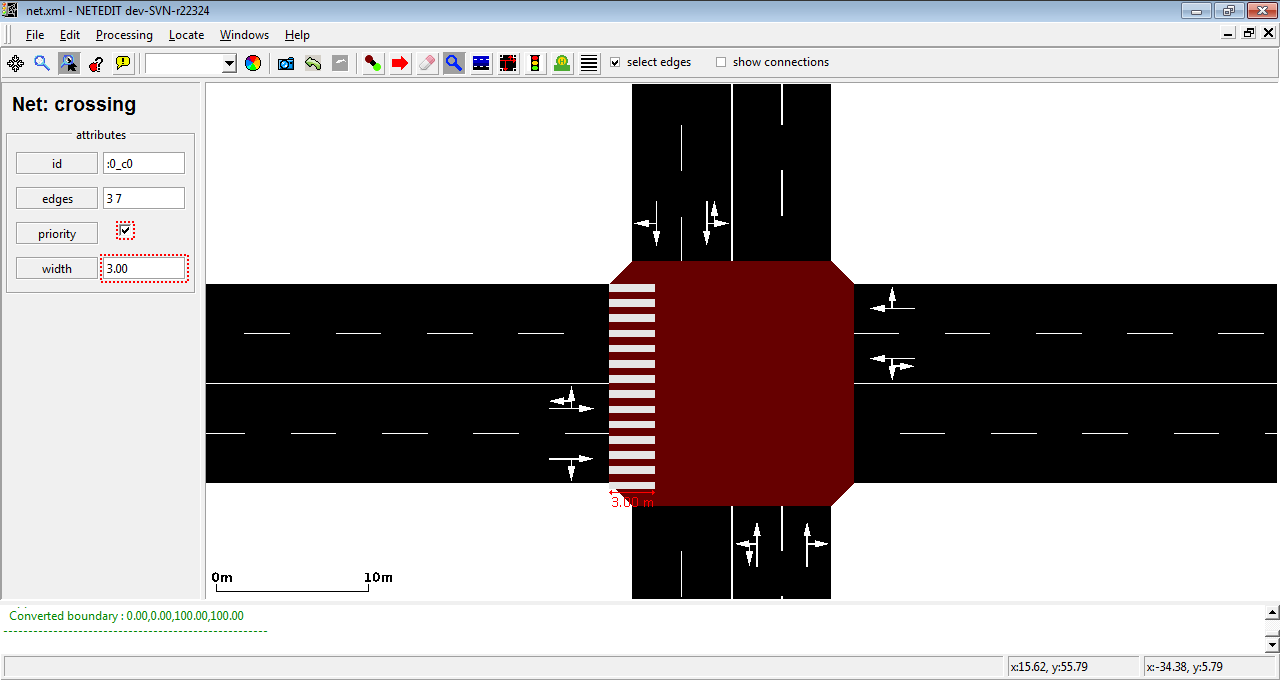 net.xml - NETEDIT dev-SVN-r22324
File Edit Processing Locate Windows Help
select edges show connections
Net: crossing
attributes
id :0_c0
edges 3 7
priority
width 3.00
3.00 m
0m 10m
Converted boundary : 0.00,0.00,100.00,100.00
----------------------------------------------------------------
x:15.62, y:55.79 x:-34.38, y:5.79